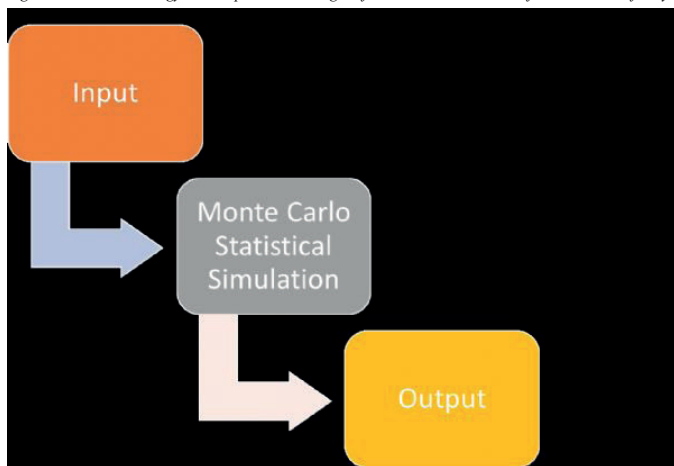 Input
Monte Carlo
Statistical
Simulation
Output